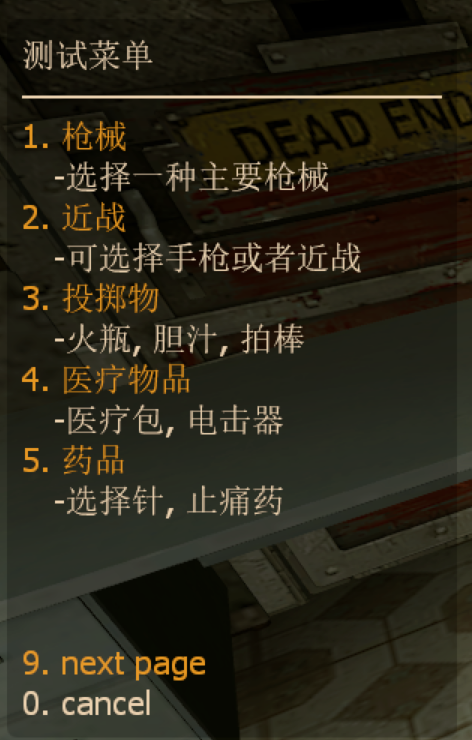 测试菜单
DEAD END
1. 枪械
-选择一种主要枪械
2. 近战
-可选择手枪或者近战
3. 投掷物
-火瓶, 胆汁, 拍棒
4. 医疗物品
-医疗包, 电击器
5. 药品
-选择针, 止痛药
9. next page
0. cancel